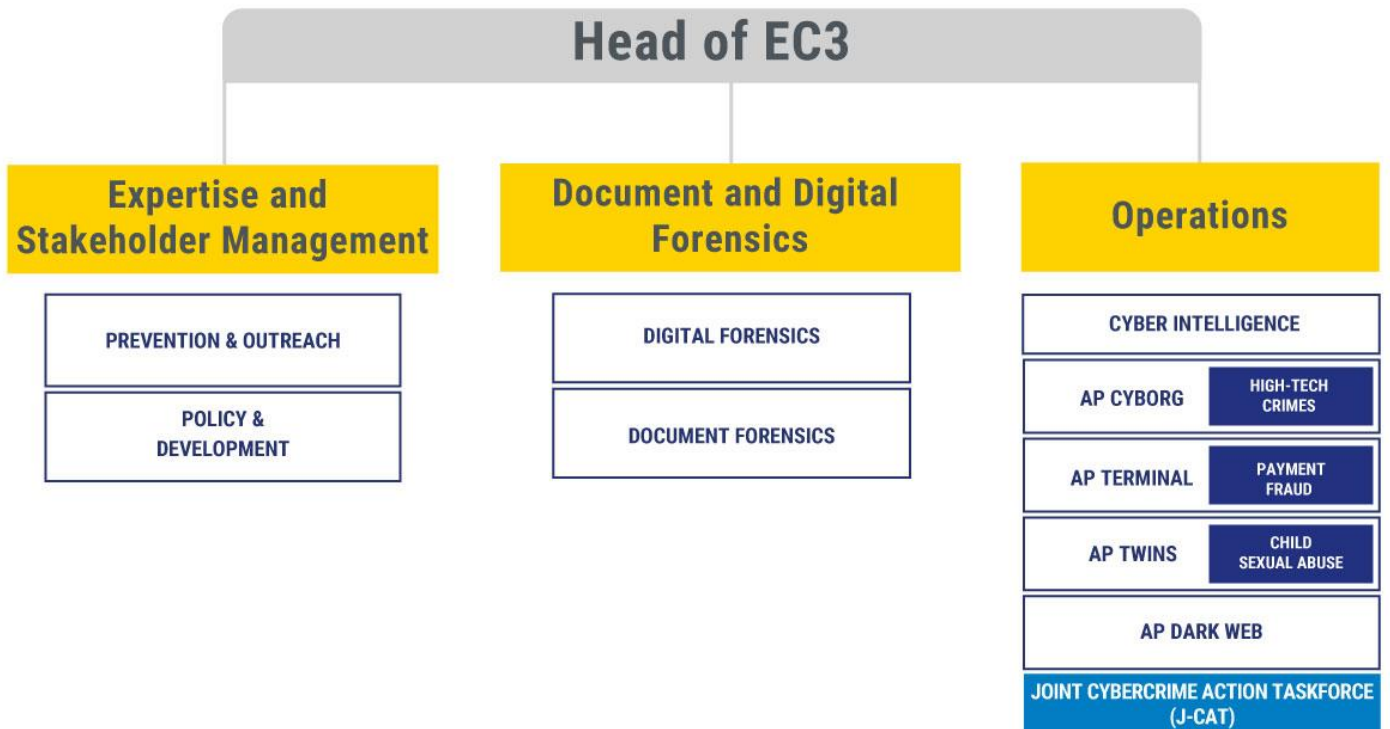 Head of EC3
Expertise and
Stakeholder Management
PREVENTION & OUTREACH
POLICY &
DEVELOPMENT
Document and Digital
Forensics
DIGITAL FORENSICS
DOCUMENT FORENSICS
Operations
CYBER INTELLIGENCE
AP CYBORG
HIGH-TECH
CRIMES
AP TERMINAL
PAYMENT
FRAUD
AP TWINS
CHILD
SEXUAL ABUSE
AP DARK WEB
JOINT CYBERCRIME ACTION TASKFORCE
(J-CAT)